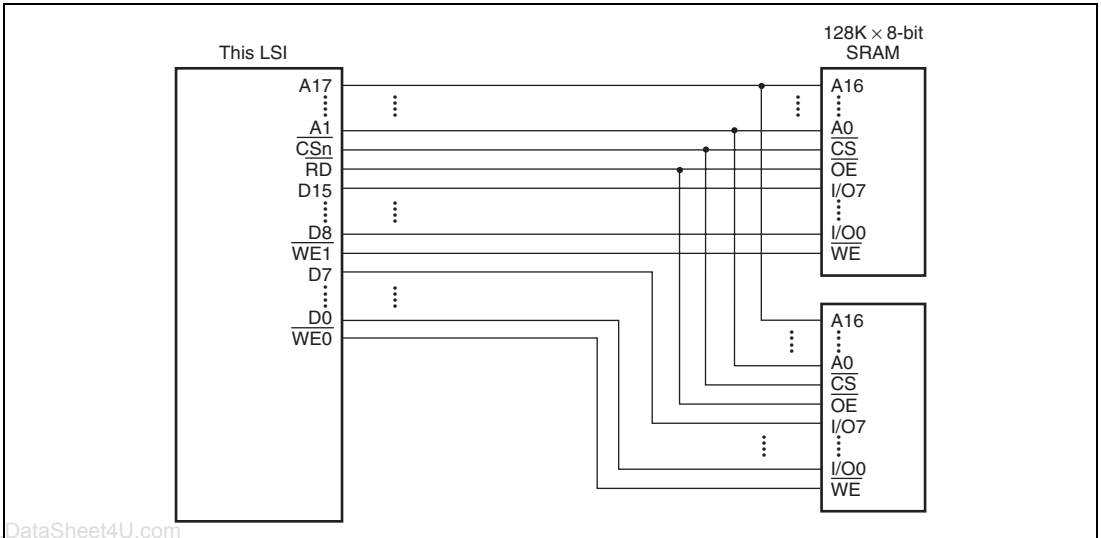 This LSI
128K × 8-bit
SRAM
A17
A1
CSn
RD
D15
D8
WE1
D7
D0
WE0
A16
A0
CS
OE
I/O7
I/O0
WE
A16
A0
CS
OE
I/O7
I/O0
WE
DataSheet4U.com